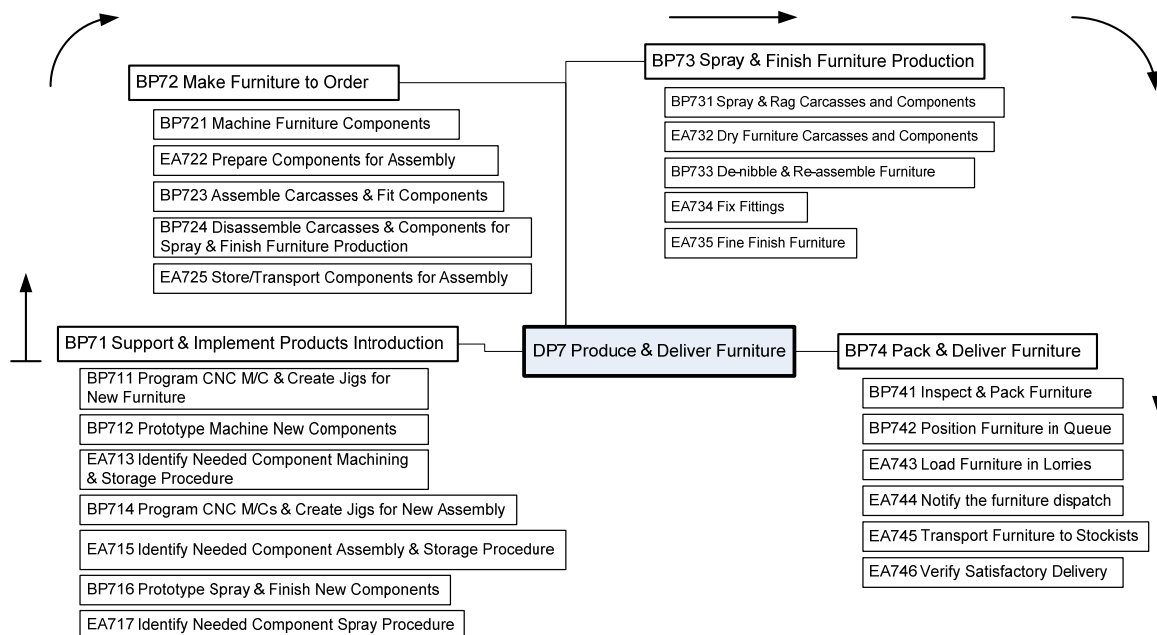 BP72 Make Furniture to Order
BP721 Machine Furniture Components
EA722 Prepare Components for Assembly
BP723 Assemble Carcasses & Fit Components
BP724 Disassemble Carcasses & Components for
Spray & Finish Furniture Production
EA725 Store/Transport Components for Assembly
BP73 Spray & Finish Furniture Production
BP731 Spray & Rag Carcasses and Components
EA732 Dry Furniture Carcasses and Components
BP733 De-nibble & Re-assemble Furniture
EA734 Fix Fittings
EA735 Fine Finish Furniture
BP71 Support & Implement Products Introduction
BP711 Program CNC M/C & Create Jigs for
New Furniture
BP712 Prototype Machine New Components
EA713 Identify Needed Component Machining
& Storage Procedure
BP714 Program CNC M/Cs & Create Jigs for New Assembly
EA715 Identify Needed Component Assembly & Storage Procedure
BP716 Prototype Spray & Finish New Components
EA717 Identify Needed Component Spray Procedure
DP7 Produce & Deliver Furniture
BP74 Pack & Deliver Furniture
BP741 Inspect & Pack Furniture
BP742 Position Furniture in Queue
EA743 Load Furniture in Lorries
EA744 Notify the furniture dispatch
EA745 Transport Furniture to Stockists
EA746 Verify Satisfactory Delivery